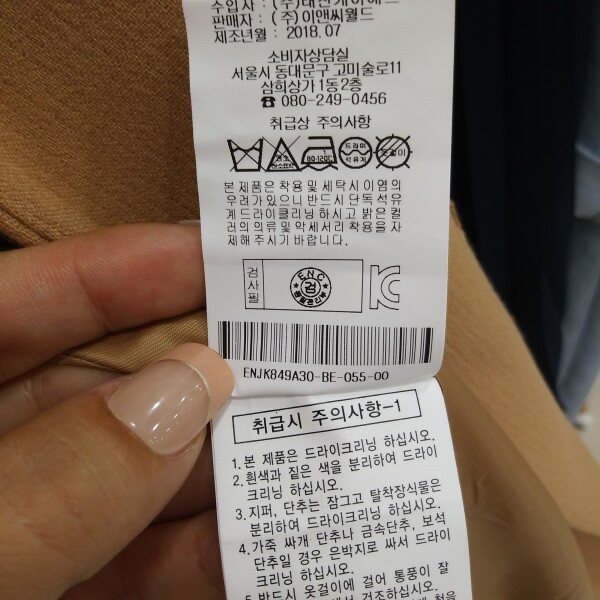 수입자 : (주)
판매자 : (주)이앤씨월드
제조년월 : 2018.07
소비자상담실
서울시 동대문구 고미술로11
삼희상가 1동2층
☎ 080-249-0456
취급상 주의사항
드라이
석유계
본 제품은 착용 및 세탁시 이염의
우려가 있으니 반드시 단독석유
계드라이클리닝 하시고 밝은 컬
러의 의류 및 악세서리 착용을 자
제해 주시기 바랍니다.
검사필
E.N.C
검
품질관리
KC
ENJK849A30-BE-055-00
취급시 주의사항-1
1.본 제품은 드라이크리닝 하십시오.
2.흰색과 짙은 색을 분리하여 드라이
크리닝 하십시오.
3.지퍼, 단추는 잠그고 탈착장식물은
분리하여 드라이크리닝 하십시오.
4.가죽 싸개 단추나 금속단추, 보석
단추일 경우 은박지로 싸서 드라이
크리닝 하십시오.
5.반드시 옷걸이에 걸어 통풍이 잘